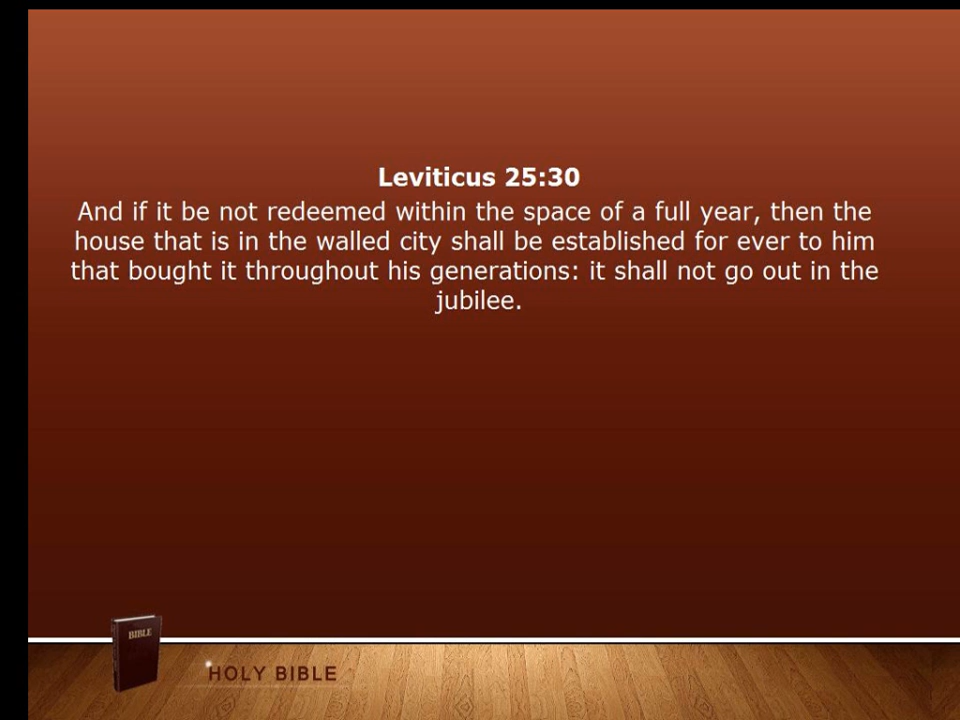 Leviticus 25:30
And if it be not redeemed within the space of a full year, then the
house that is in the walled city shall be established for ever to him
that bought it throughout his generations: it shall not go out in the
jubilee.
BIBLE
HOLY BIBLE